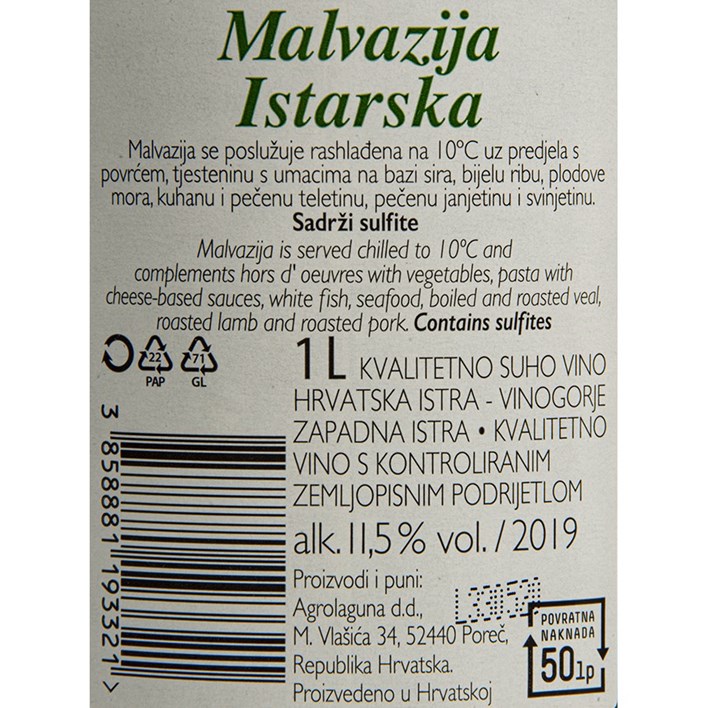 Malvazija
Istarska
Malvazija se poslužuje rashlađena na 10°C uz predjela s
povrćem, tjesteninu s umacima na bazi sira, bijelu ribu, plodove
mora, kuhanu i pečenu teletinu, pečenu janjetinu i svinjetinu.
Sadrži sulfite
Malvazija is served chilled to 10°C and
complements hors d' oeuvres with vegetables, pasta with
cheese-based sauces, white fish, seafood, boiled and roasted veal,
roasted lamb and roasted pork. Contains sulfites
22
PAP
71
GL
1 L KVALITETNO SUHO VINO
HRVATSKA ISTRA - VINOGORJE
ZAPADNA ISTRA • KVALITETNO
VINO S KONTROLIRANIM
ZEMLJOPISNIM PODRIJETLOM
alk. 11,5% vol. / 2019
Proizvodi i puni:
Agrolaguna d.d.,
M. Vlašića 34, 52440 Poreč,
Republika Hrvatska.
Proizvedeno u Hrvatskoj
POVRATNA
NAKNADA
50lp
3 858881 193321 >